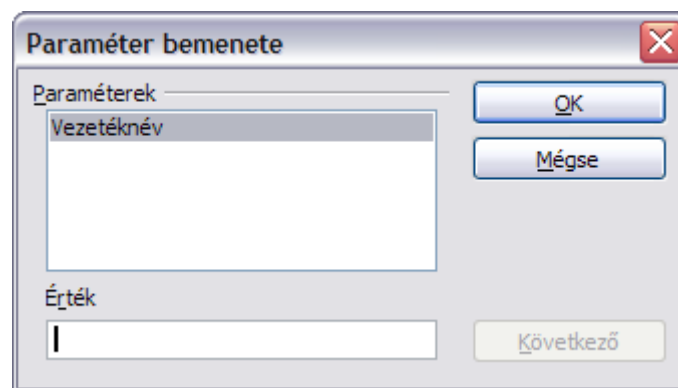 Paraméter bemenete
Paraméterek
Vezetéknév
OK
Mégse
Érték
Következő